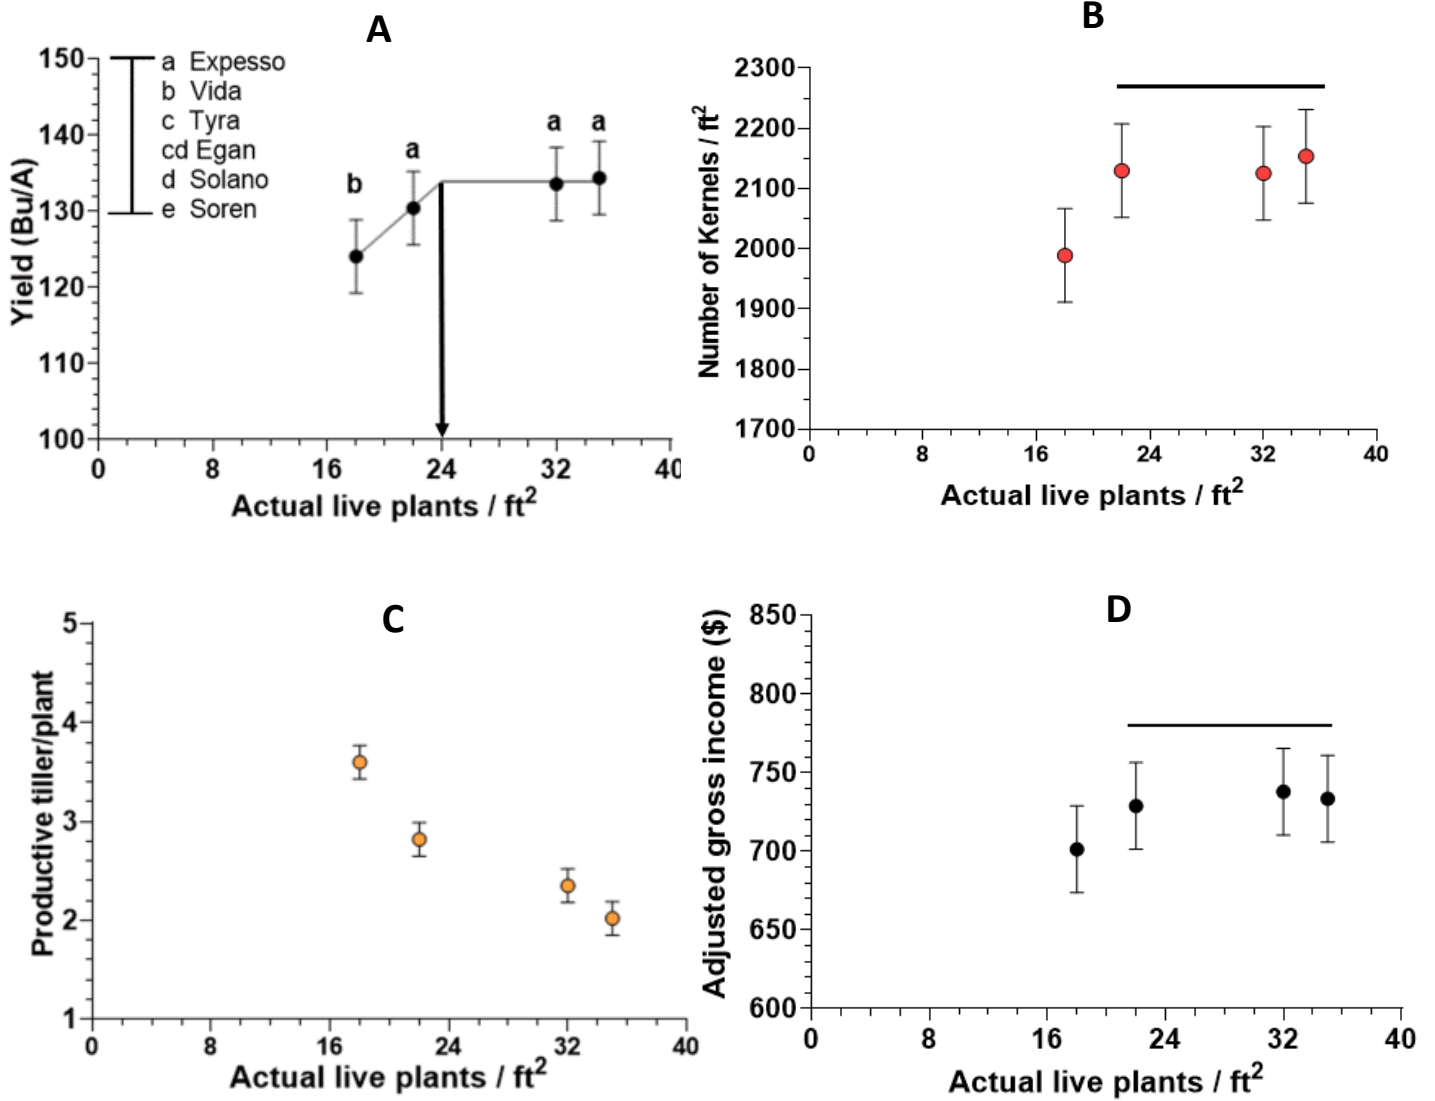 A
Yield (Bu/A)
150
140
130
120
110
100
a Expesso
b Vida
c Tyra
cd Egan
d Solano
e Soren
b
a
a
a
0
8
16
24
32
40
Actual live plants / ft²
B
Number of Kernels / ft²
2300
2200
2100
2000
1900
1800
1700
0
8
16
24
32
40
Actual live plants / ft²
C
Productive tiller/plant
5
4
3
2
1
0
8
16
24
32
40
Actual live plants / ft²
D
Adjusted gross income ($)
850
800
750
700
650
600
0
8
16
24
32
40
Actual live plants / ft²